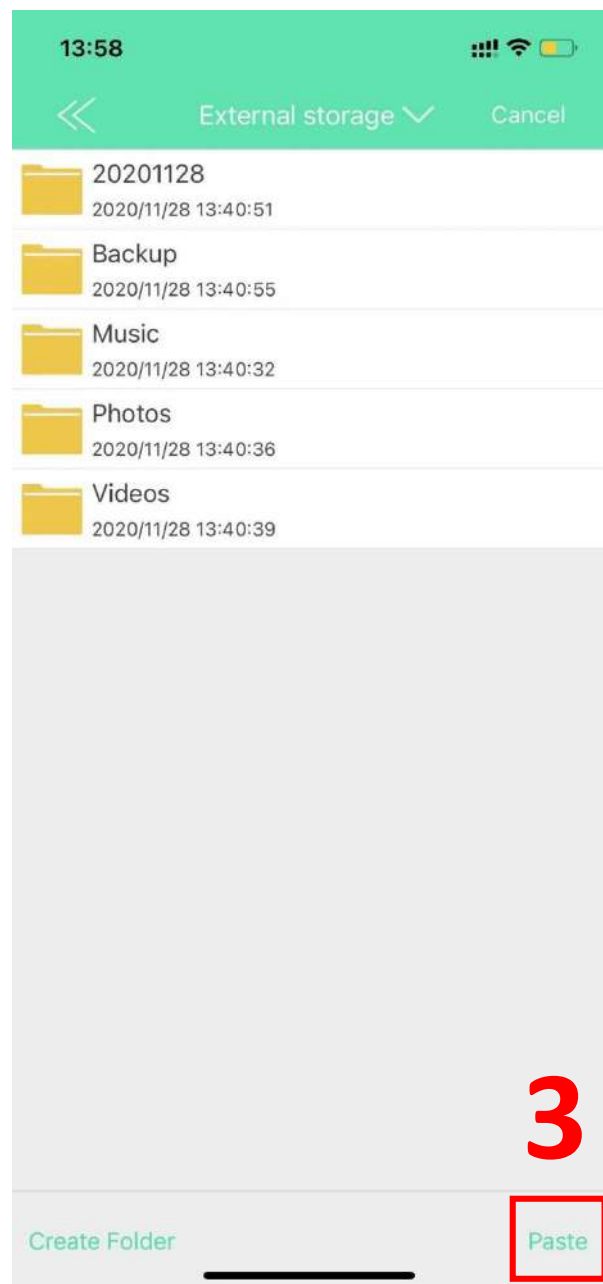 13:58
External storage Cancel
20201128
2020/11/28 13:40:51
Backup
2020/11/28 13:40:55
Music
2020/11/28 13:40:32
Photos
2020/11/28 13:40:36
Videos
2020/11/28 13:40:39
3
Create Folder Paste